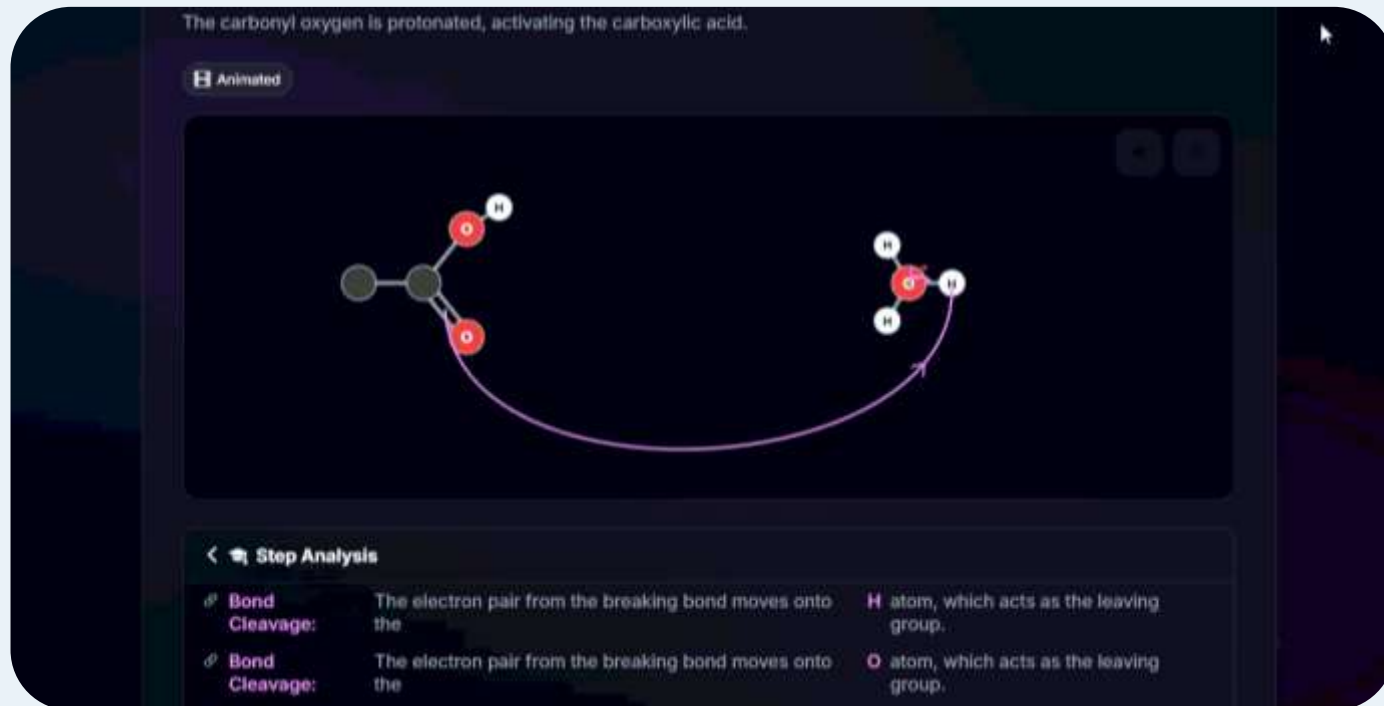 The carbonyl oxygen is protonated, activating the carboxylic acid.
Animated
H
O
O
H
O
H
H
Step Analysis
Bond Cleavage:
The electron pair from the breaking bond moves onto the
H atom, which acts as the leaving group.
Bond Cleavage:
The electron pair from the breaking bond moves onto the
O atom, which acts as the leaving group.